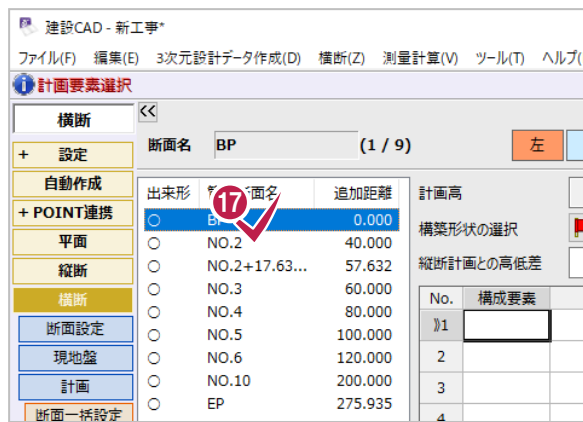 建設CAD - 新工事*
ファイル(F) 編集(E) 3次元設計データ作成(D) 横断(Z) 測量計算(V) ツール(T) ヘルプ(
計画要素選択
横断
+ 設定
自動作成
+ POINT連携
平面
縦断
横断
断面設定
現地盤
計画
断面一括設定
<<
断面名 BP (1 / 9) 左
出来形 断面名 追加距離
○ 0.000
○ NO.2 40.000
○ NO.2+17.63... 57.632
○ NO.3 60.000
○ NO.4 80.000
○ NO.5 100.000
○ NO.6 120.000
○ NO.10 200.000
○ EP 275.935
17
計画高
構築形状の選択
縦断計画との高低差
No. 構成要素
》1
2
3
4